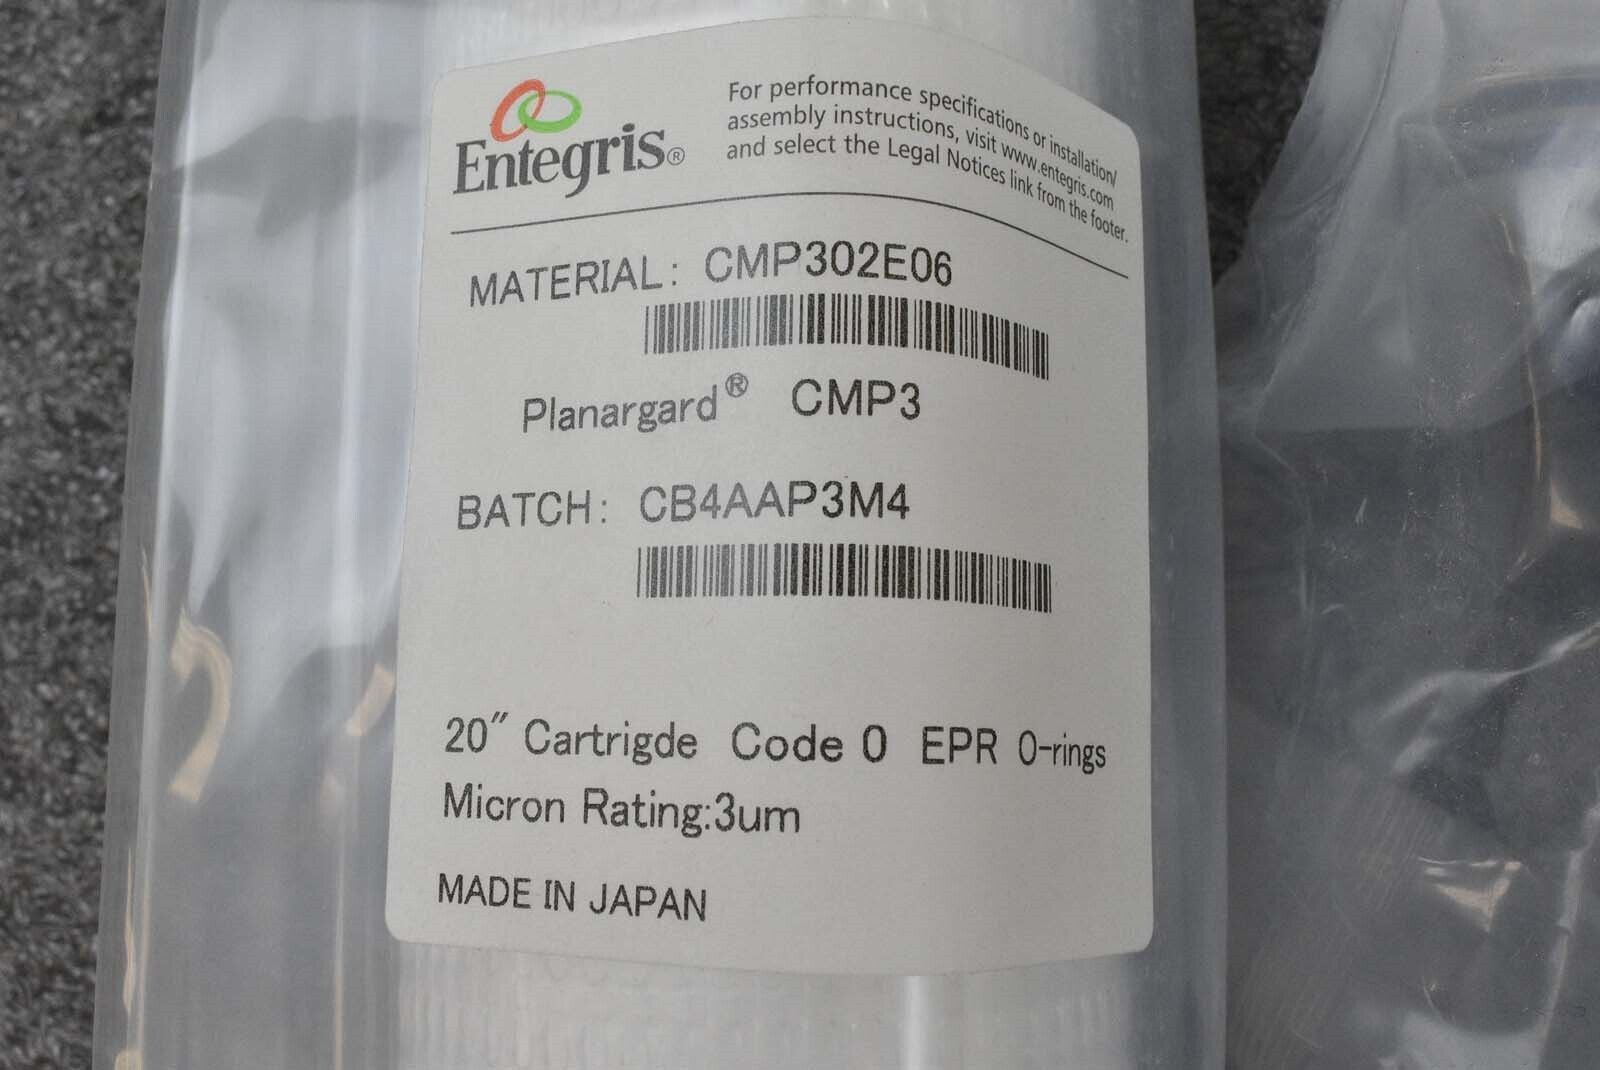 Entegris®
For performance specifications or installation/
assembly instructions, visit www.entegris.com
and select the Legal Notices link from the footer.
MATERIAL: CMP302E06
Planargard® CMP3
BATCH: CB4AAP3M4
20" Cartrigde Code 0 EPR O-rings
Micron Rating:3um
MADE IN JAPAN